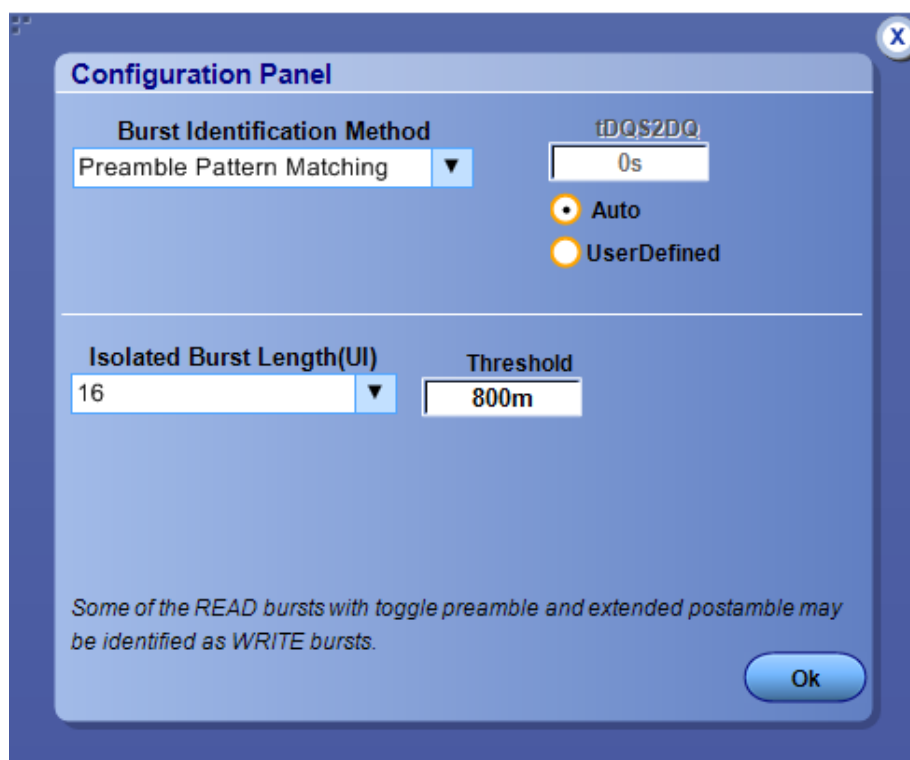 X
Configuration Panel
Burst Identification Method
tDQS2DQ
Preamble Pattern Matching
0s
Auto
UserDefined
Isolated Burst Length(UI)
Threshold
16
800m
Some of the READ bursts with toggle preamble and extended postamble may
be identified as WRITE bursts.
Ok